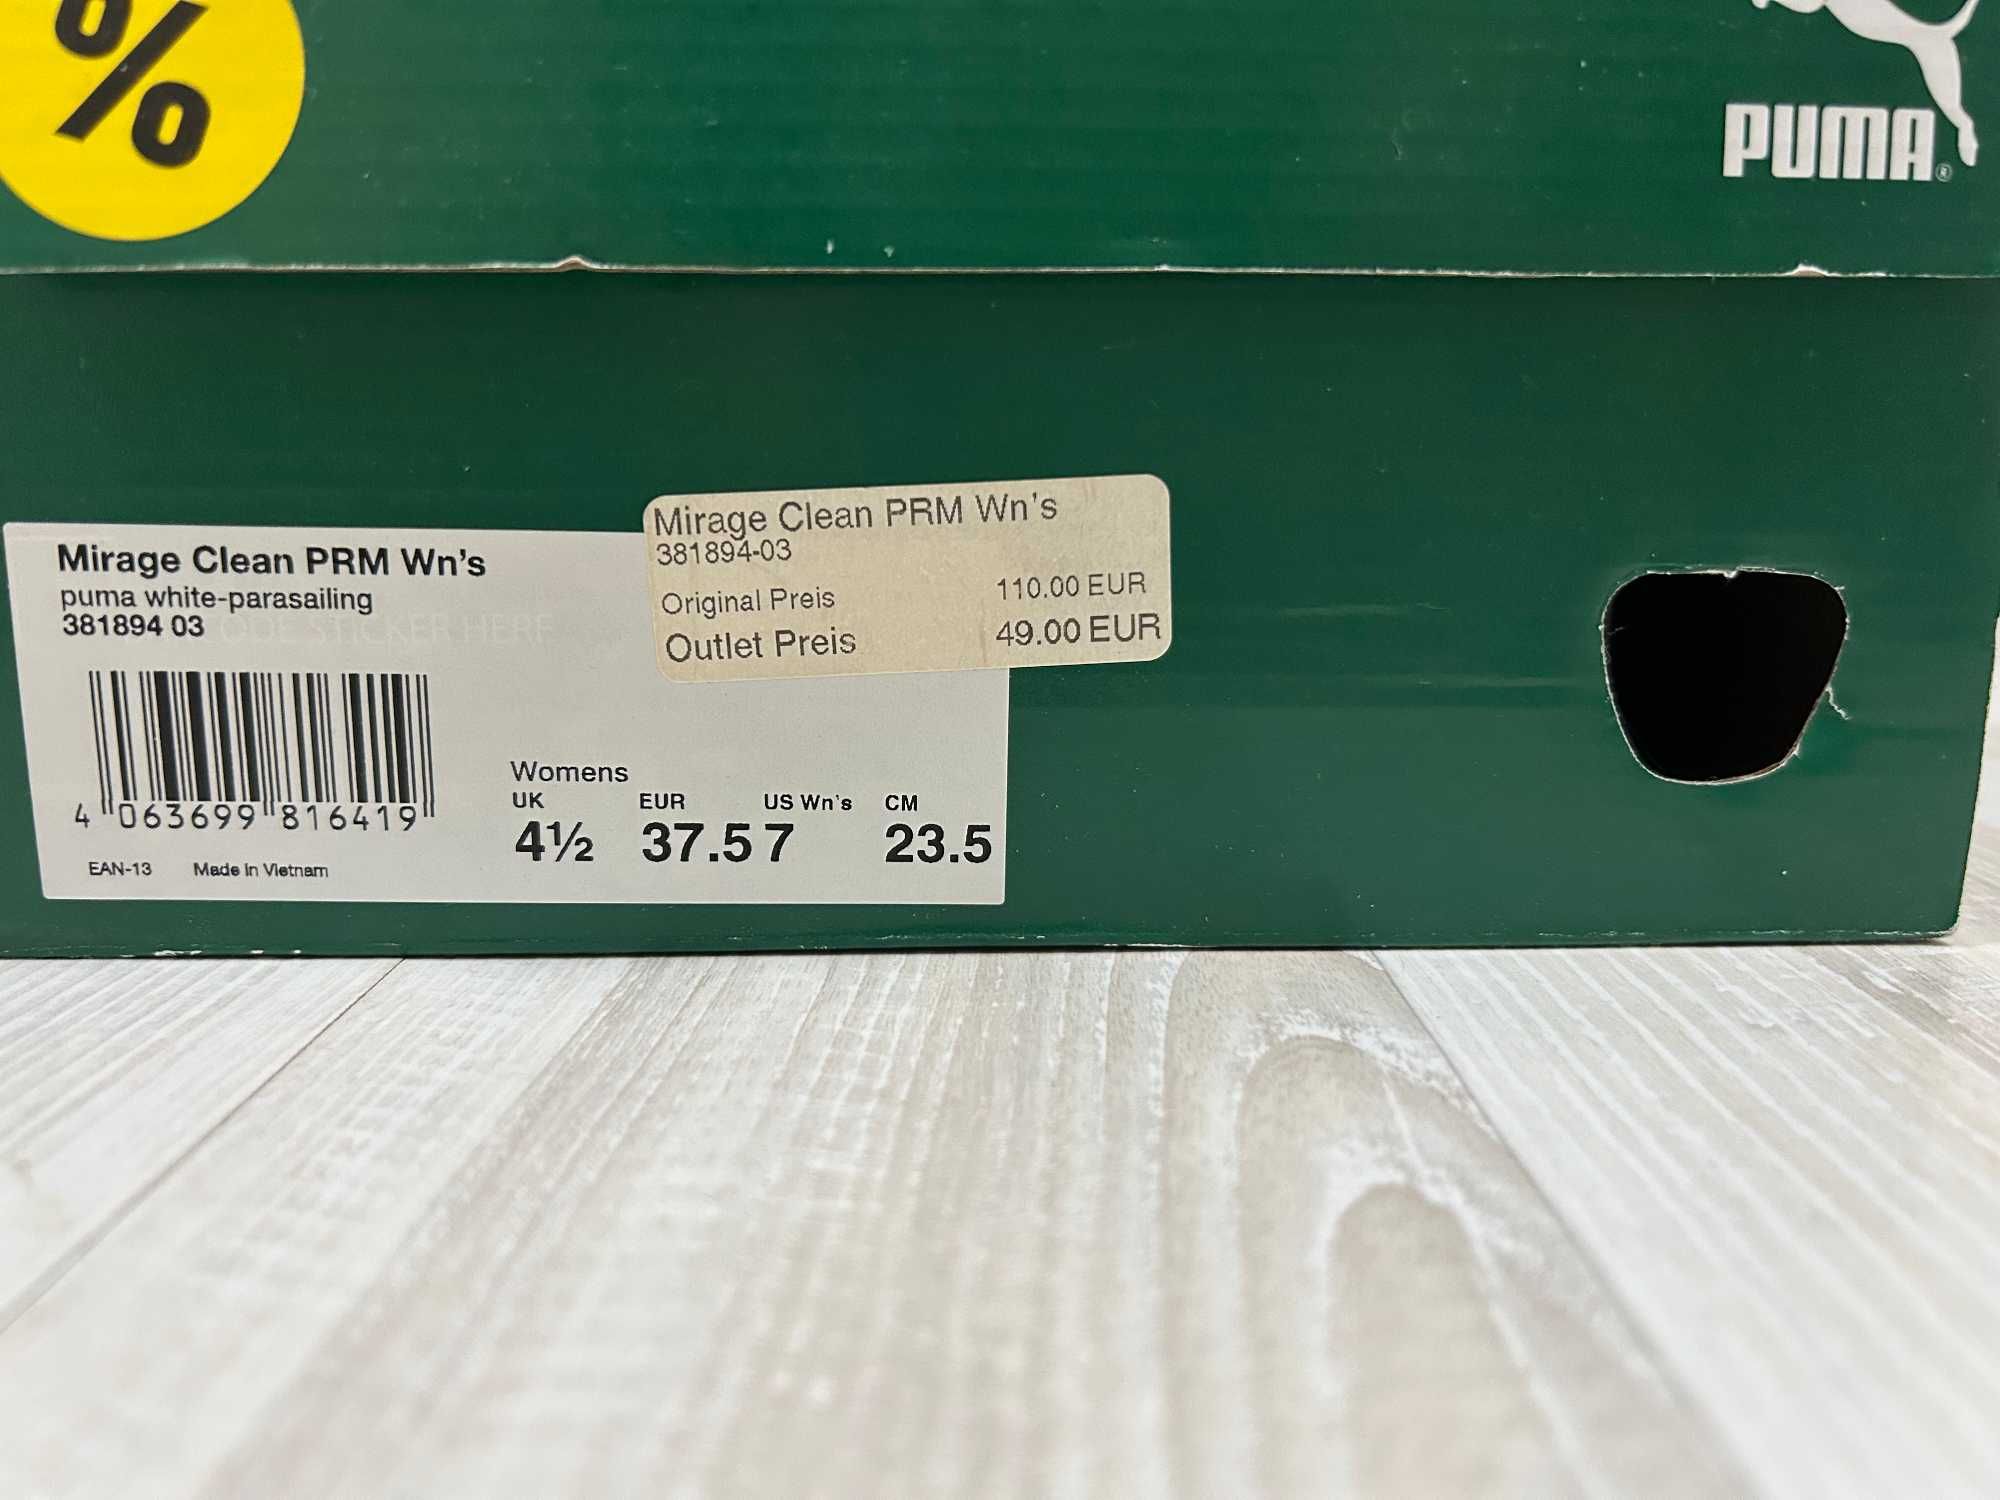 %
PUMA®
Mirage Clean PRM Wn's
381894-03
Original Preis 110.00 EUR
Outlet Preis 49.00 EUR
Mirage Clean PRM Wn's
puma white-parasailing
381894 03
STICKER HERE
4 063699 816419
EAN-13 Made in Vietnam
Womens
UK EUR US Wn's CM
4½ 37.5 7 23.5